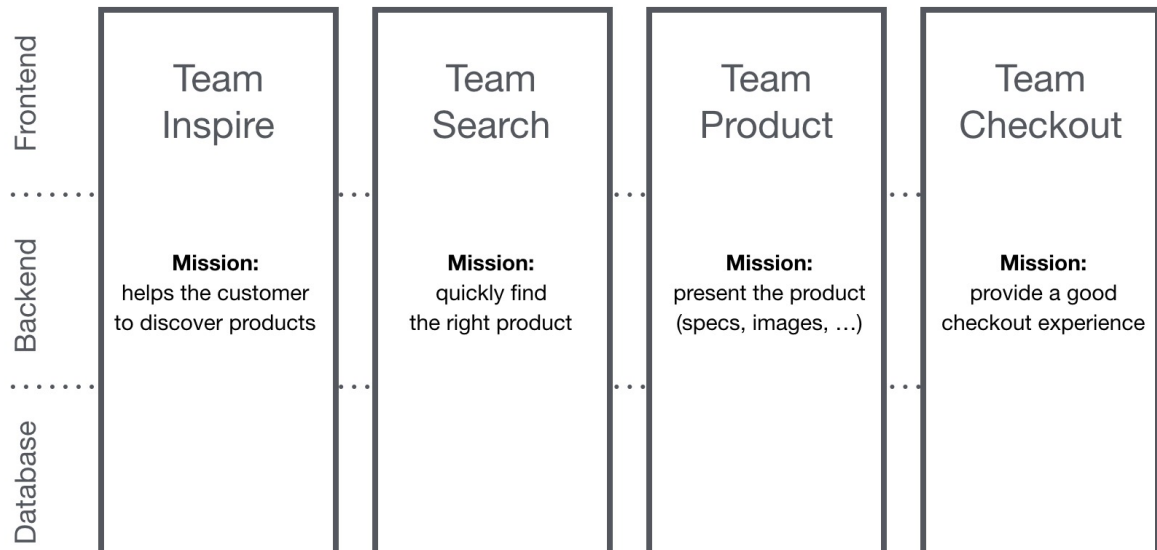 Frontend
Team
Inspire
Team
Search
Team
Product
Team
Checkout
Backend
Mission:
helps the customer
to discover products
Mission:
quickly find
the right product
Mission:
present the product
(specs, images, …)
Mission:
provide a good
checkout experience
Database